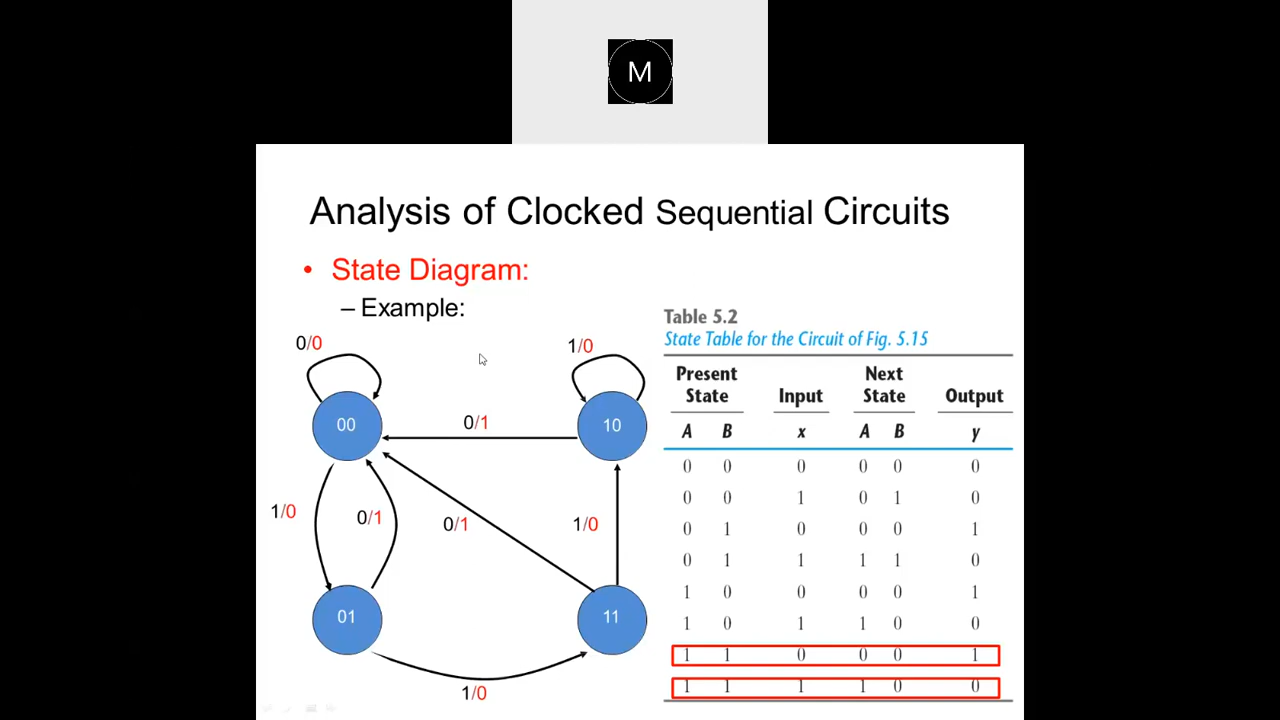 M
Analysis of Clocked Sequential Circuits
• State Diagram:
– Example:
0/0
1/0
00
0/1
10
1/0
0/1
0/1
1/0
01
11
1/0
Table 5.2
State Table for the Circuit of Fig. 5.15
Present State Input Next State Output
A B x A B y
0 0 0 0 0 0
0 0 1 0 1 0
0 1 0 0 0 1
0 1 1 1 1 0
1 0 0 0 0 1
1 0 1 1 0 0
1 1 0 0 0 1
1 1 1 1 0 0